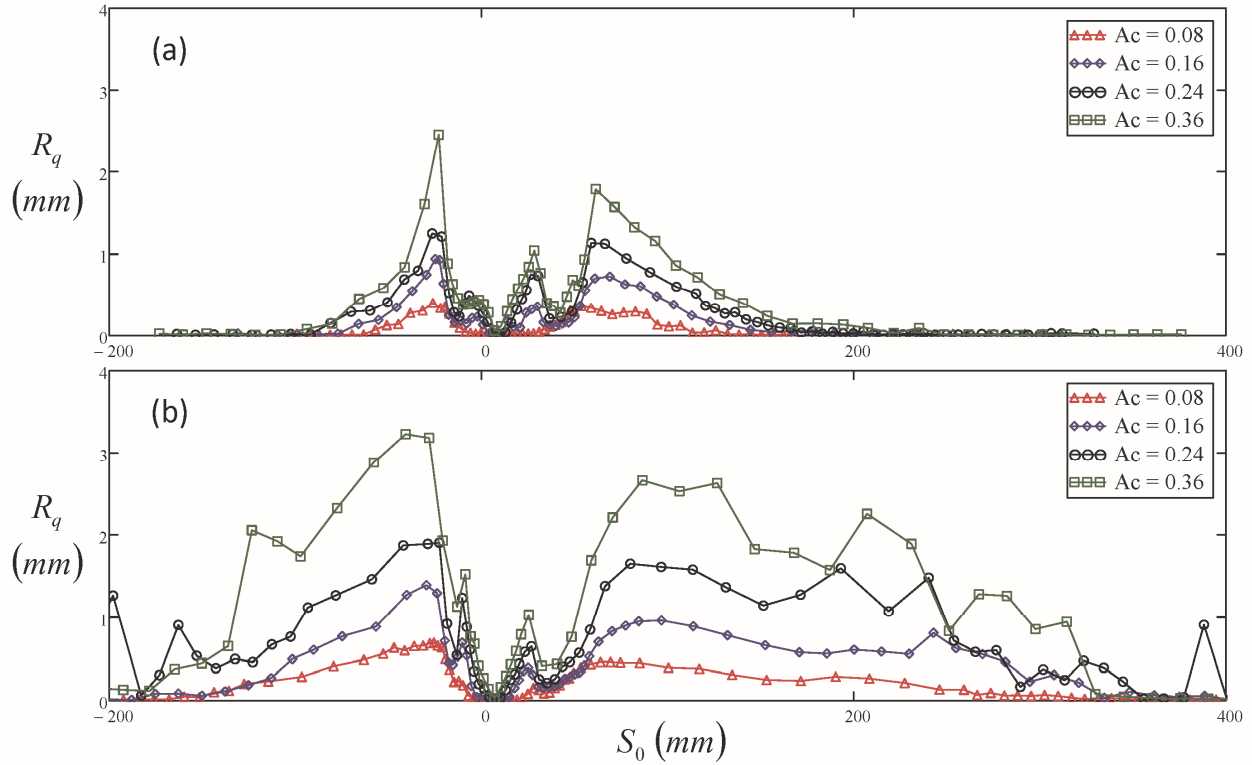 (a)
4
3
2
1
0
R_q
(mm)
Ac = 0.08
Ac = 0.16
Ac = 0.24
Ac = 0.36
−200
0
200
400
(b)
4
3
2
1
0
R_q
(mm)
Ac = 0.08
Ac = 0.16
Ac = 0.24
Ac = 0.36
−200
0
200
400
S_0 (mm)